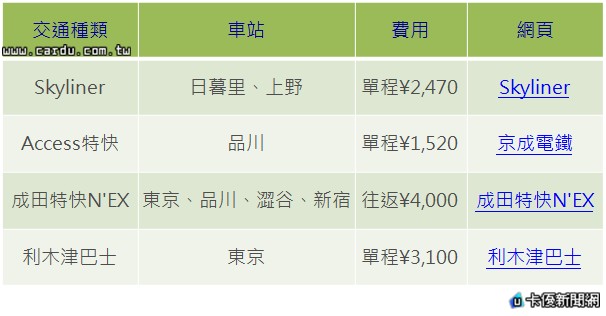 交通種類 車站 費用 網頁
www.cardu.com.tw
Skyliner 日暮里、上野 單程¥2,470 Skyliner
Access特快 品川 單程¥1,520 京成電鐵
成田特快N'EX 東京、品川、澀谷、新宿 往返¥4,000 成田特快N'EX
利木津巴士 東京 單程¥3,100 利木津巴士
卡優新聞網